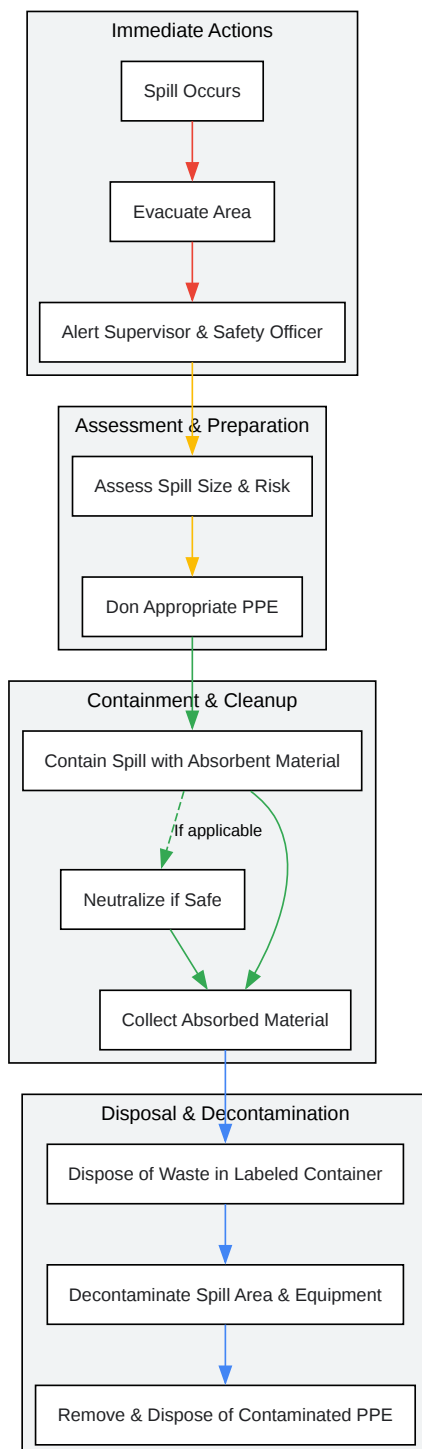 Immediate Actions
Spill Occurs
Evacuate Area
Alert Supervisor & Safety Officer
Assessment & Preparation
Assess Spill Size & Risk
Don Appropriate PPE
Containment & Cleanup
Contain Spill with Absorbent Material
If applicable
Neutralize if Safe
Collect Absorbed Material
Disposal & Decontamination
Dispose of Waste in Labeled Container
Decontaminate Spill Area & Equipment
Remove & Dispose of Contaminated PPE